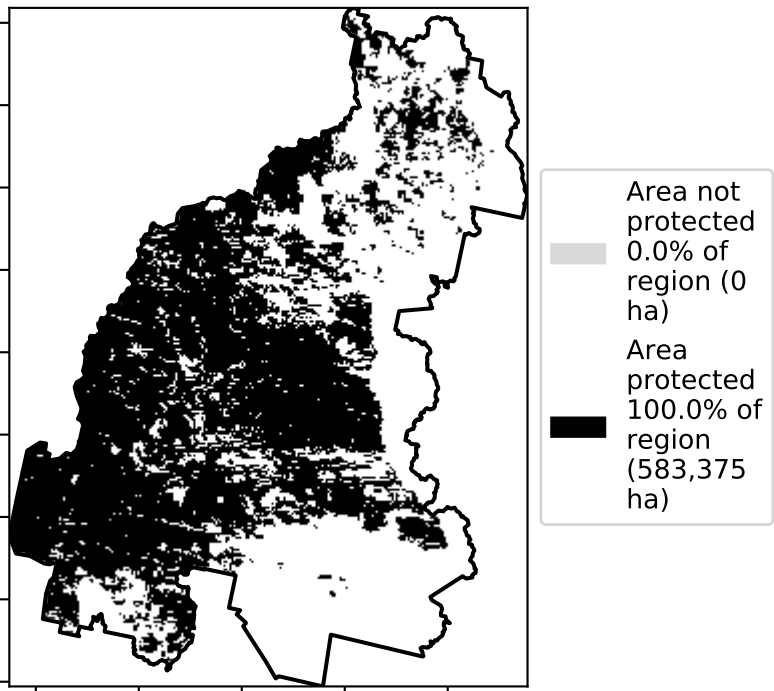 Area not
protected
0.0% of
region (0
ha)
Area
protected
100.0% of
region
(583,375
ha)